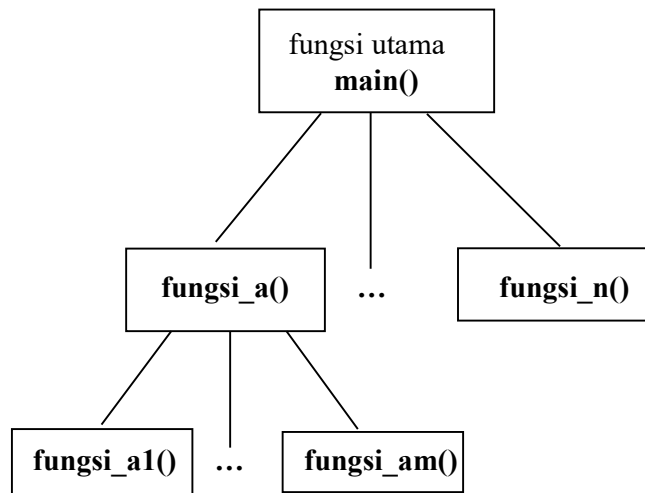 fungsi utama
main()
fungsi_a()
...
fungsi_n()
fungsi_a1()
...
fungsi_am()